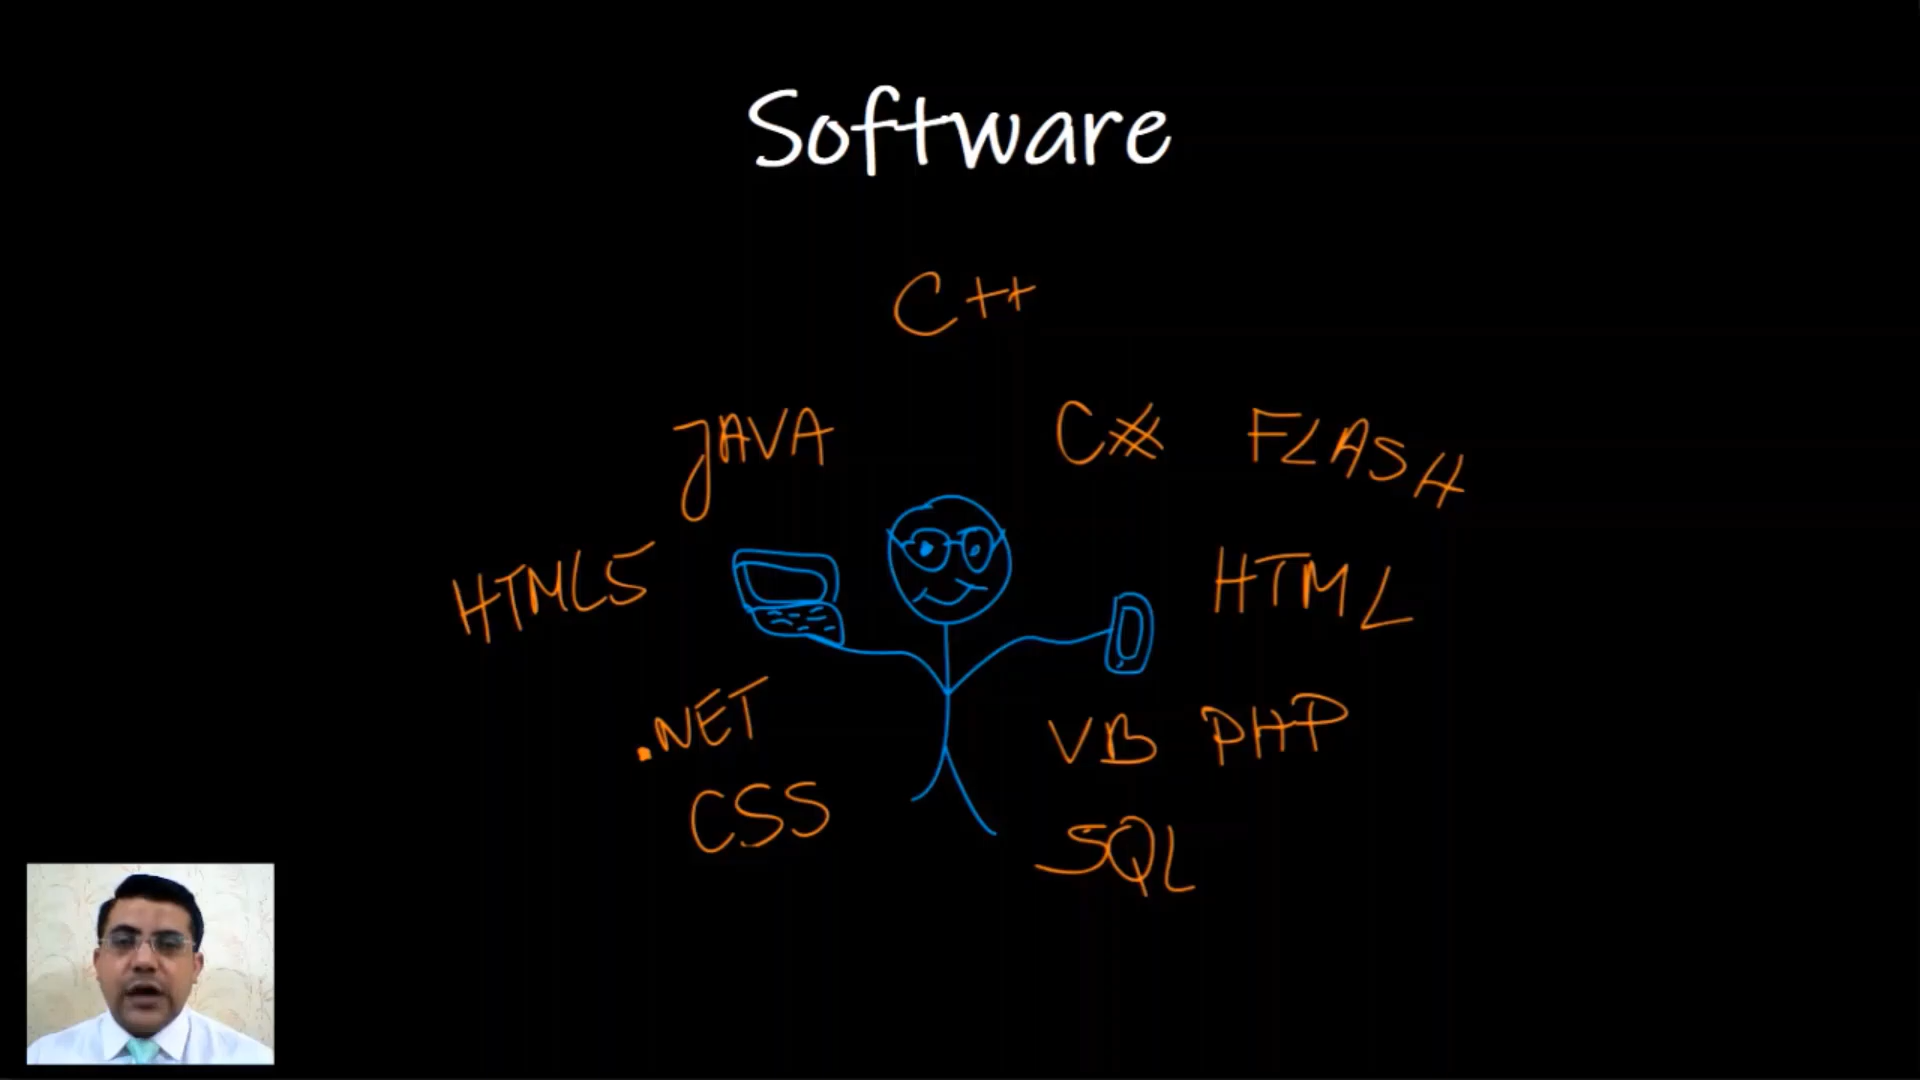 Software
C++
JAVA C# FLASH
HTML5 HTML
.NET VB PHP
CSS SQL